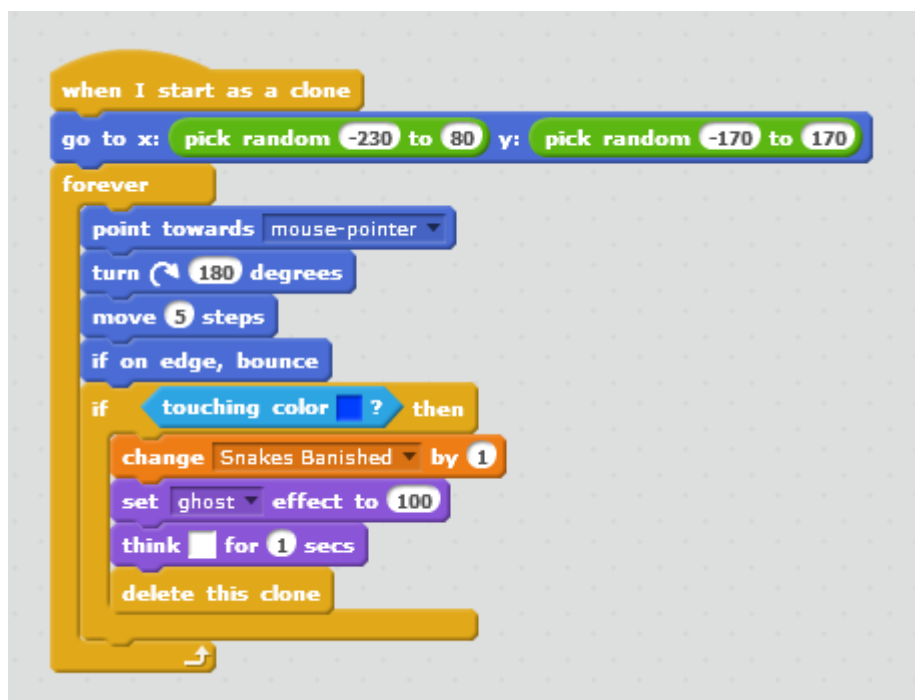 when I start as a clone
go to x: pick random -230 to 80 y: pick random -170 to 170
forever
point towards mouse-pointer
turn 180 degrees
move 5 steps
if on edge, bounce
if touching color ? then
change Snakes Banished by 1
set ghost effect to 100
think for 1 secs
delete this clone